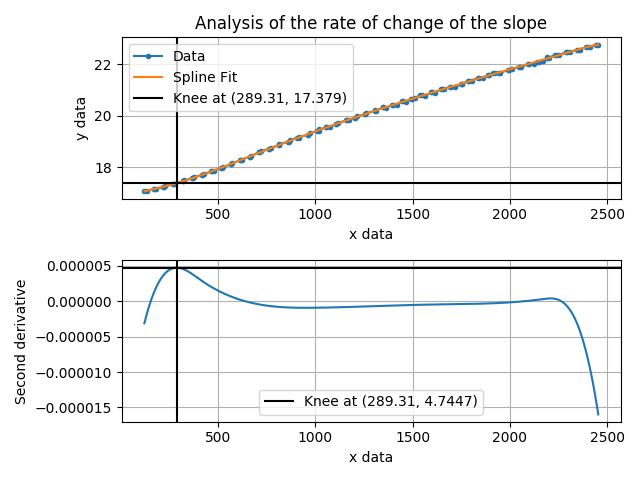 Analysis of the rate of change of the slope
Data
Spline Fit
Knee at (289.31, 17.379)
y data
22
20
18
500 1000 1500 2000 2500
x data
Second derivative
0.000005
0.000000
−0.000005
−0.000010
−0.000015
Knee at (289.31, 4.7447)
500 1000 1500 2000 2500
x data